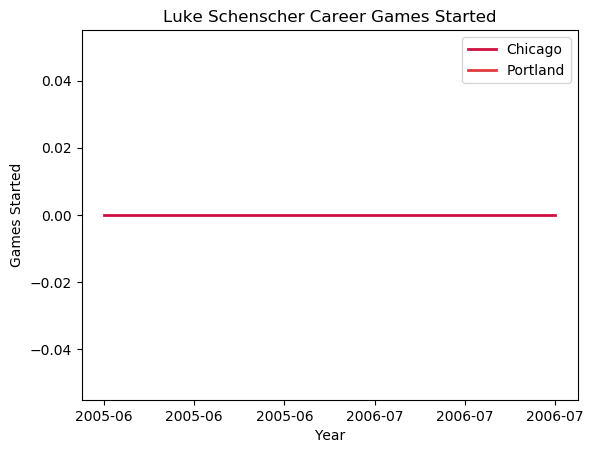 Luke Schenscher Career Games Started
Chicago
Portland
0.04
0.02
0.00
−0.02
−0.04
Games Started
2005-06 2005-06 2005-06 2006-07 2006-07 2006-07
Year